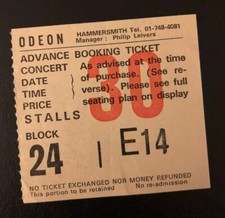 ODEON HAMMERSMITH Tel. 01-748-4081
Manager: Philip Leivers
ADVANCE BOOKING TICKET
CONCERT As advised at the time
DATE of purchase. (See re-
TIME verse). Please see full
PRICE seating plan on display
STALLS
30
BLOCK
24 E14
NO TICKET EXCHANGED NOR MONEY REFUNDED
This portion to be retained No re-admission